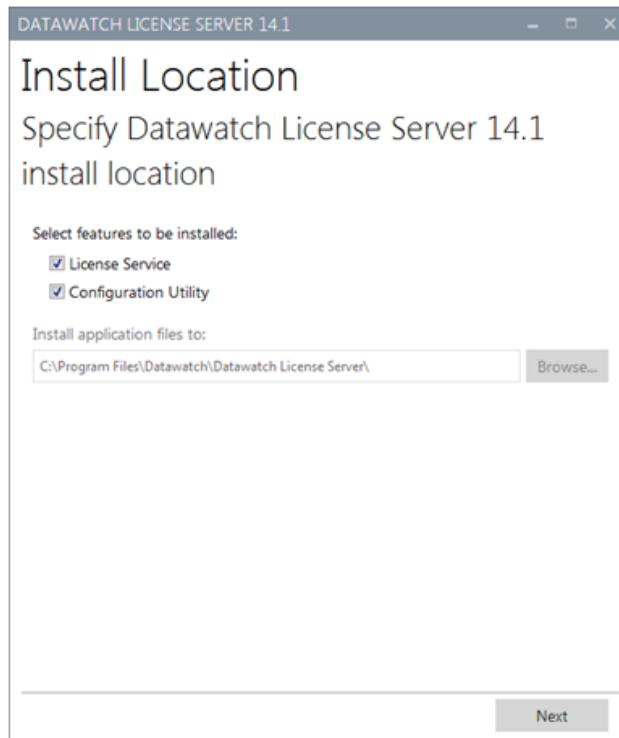 DATAWATCH LICENSE SERVER 14.1
Install Location
Specify Datawatch License Server 14.1
install location
Select features to be installed:
License Service
Configuration Utility
Install application files to:
C:\Program Files\Datawatch\Datawatch License Server\
Browse...
Next